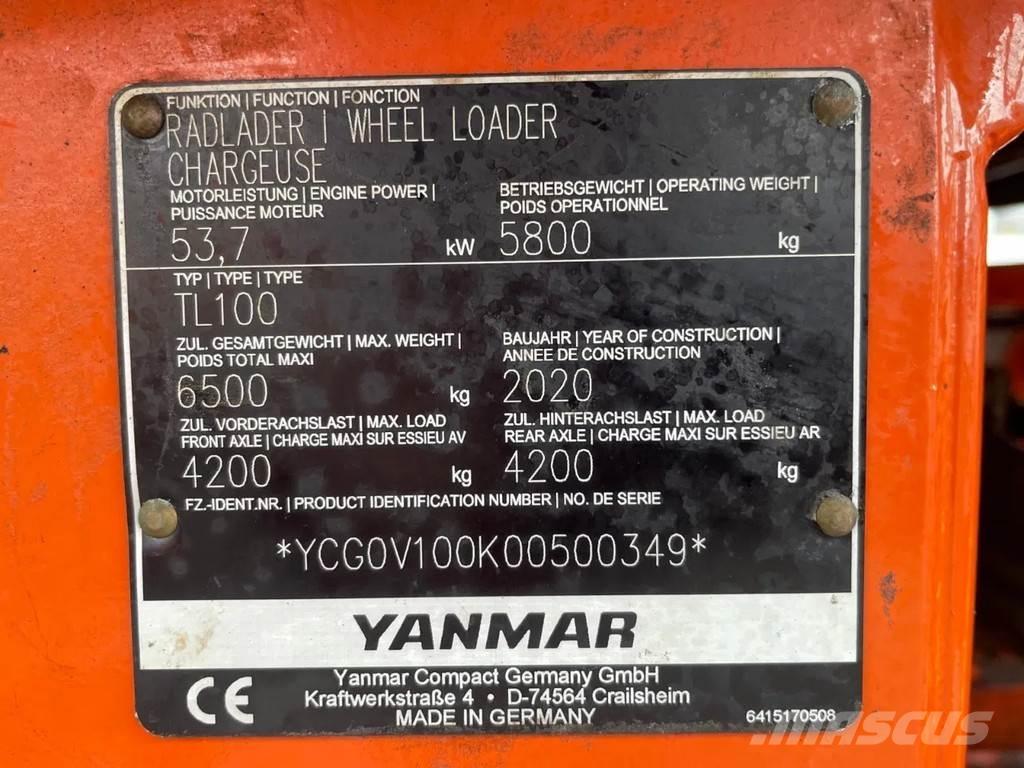 FUNKTION | FUNCTION | FONCTION
RADLADER | WHEEL LOADER
CHARGEUSE
MOTORLEISTUNG | ENGINE POWER |
PUISSANCE MOTEUR
53,7 kW
BETRIEBSGEWICHT | OPERATING WEIGHT |
POIDS OPERATIONNEL
5800 kg
TYP | TYPE | TYPE
TL100
ZUL. GESAMTGEWICHT | MAX. WEIGHT |
POIDS TOTAL MAXI
6500 kg
BAUJAHR | YEAR OF CONSTRUCTION |
ANNEE DE CONSTRUCTION
2020
ZUL. VORDERACHSLAST | MAX. LOAD
FRONT AXLE | CHARGE MAXI SUR ESSIEU AV
4200 kg
ZUL. HINTERACHSLAST | MAX. LOAD
REAR AXLE | CHARGE MAXI SUR ESSIEU AR
4200 kg
FZ.-IDENT.NR. | PRODUCT IDENTIFICATION NUMBER | NO. DE SERIE
*YCG0V100K00500349*
YANMAR
CE
Yanmar Compact Germany GmbH
Kraftwerkstraße 4 • D-74564 Crailsheim
MADE IN GERMANY
6415170508
MASCUS